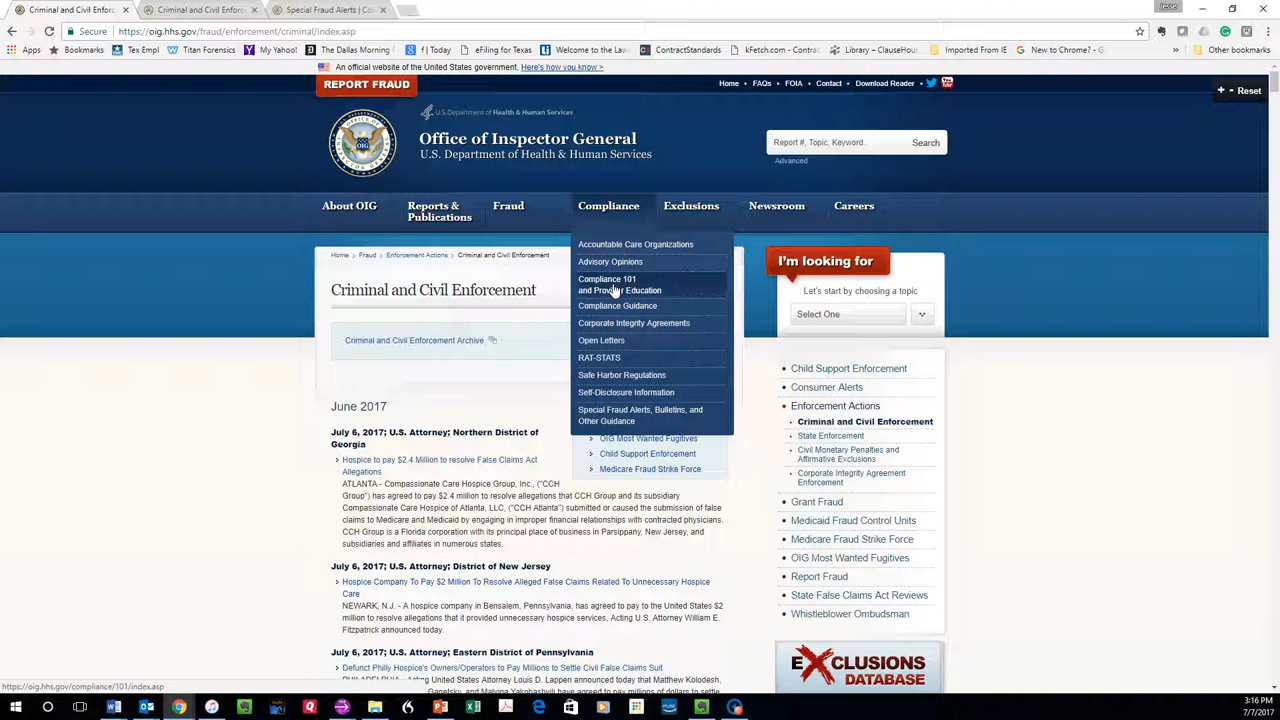 Criminal and Civil Enforc
Criminal and Civil Enforc
Special Fraud Alerts | Co
Jesse
Secure
https://oig.hhs.gov/fraud/enforcement/criminal/index.asp
Bookmarks
Tex Empl
Titan Forensics
My Yahoo!
The Dallas Morning
f | Today
eFiling for Texas
Welcome to the Law
ContractStandards
kFetch.com - Contrac
Library – ClauseHou
Imported From IE
New to Chrome?
Other bookmarks
An official website of the United States government. Here's how you know >
REPORT FRAUD
Home • FAQs • FOIA • Contact • Download Reader •
+ - Reset
U.S. Department of Health & Human Services
Office of Inspector General
U.S. Department of Health & Human Services
Report #, Topic, Keyword..
Search
Advanced
About OIG
Reports &
Publications
Fraud
Compliance
Exclusions
Newsroom
Careers
Accountable Care Organizations
Advisory Opinions
Compliance 101
and Provider Education
Compliance Guidance
Corporate Integrity Agreements
Open Letters
RAT-STATS
Safe Harbor Regulations
Self-Disclosure Information
Special Fraud Alerts, Bulletins, and
Other Guidance
Home > Fraud > Enforcement Actions > Criminal and Civil Enforcement
Criminal and Civil Enforcement
Criminal and Civil Enforcement Archive
OIG Most Wanted Fugitives
Child Support Enforcement
Medicare Fraud Strike Force
June 2017
July 6, 2017; U.S. Attorney; Northern District of
Georgia
Hospice to pay $2.4 Million to resolve False Claims Act
Allegations
ATLANTA - Compassionate Care Hospice Group, Inc., ("CCH
Group") has agreed to pay $2.4 million to resolve allegations that CCH Group and its subsidiary
Compassionate Care Hospice of Atlanta, LLC, ("CCH Atlanta") submitted or caused the submission of false
claims to Medicare and Medicaid by engaging in improper financial relationships with contracted physicians.
CCH Group is a Florida corporation with its principal place of business in Parsippany, New Jersey, and
subsidiaries and affiliates in numerous states.
July 6, 2017; U.S. Attorney; District of New Jersey
Hospice Company To Pay $2 Million To Resolve Alleged False Claims Related To Unnecessary Hospice
Care
NEWARK, N.J. - A hospice company in Bensalem, Pennsylvania, has agreed to pay to the United States $2
million to resolve allegations that it provided unnecessary hospice services, Acting U.S. Attorney William E.
Fitzpatrick announced today.
July 6, 2017; U.S. Attorney; Eastern District of Pennsylvania
Defunct Philly Hospice's Owners/Operators to Pay Millions to Settle Civil False Claims Suit
PHILADELPHIA - Acting United States Attorney Louis D. Lappen announced today that Matthew Kolodesh,
I'm looking for
Let's start by choosing a topic
Select One
Child Support Enforcement
Consumer Alerts
Enforcement Actions
Criminal and Civil Enforcement
State Enforcement
Civil Monetary Penalties and
Affirmative Exclusions
Corporate Integrity Agreement
Enforcement
Grant Fraud
Medicaid Fraud Control Units
Medicare Fraud Strike Force
OIG Most Wanted Fugitives
Report Fraud
State False Claims Act Reviews
Whistleblower Ombudsman
EXCLUSIONS
DATABASE
https://oig.hhs.gov/compliance/101/index.asp
3:16 PM
7/7/2017